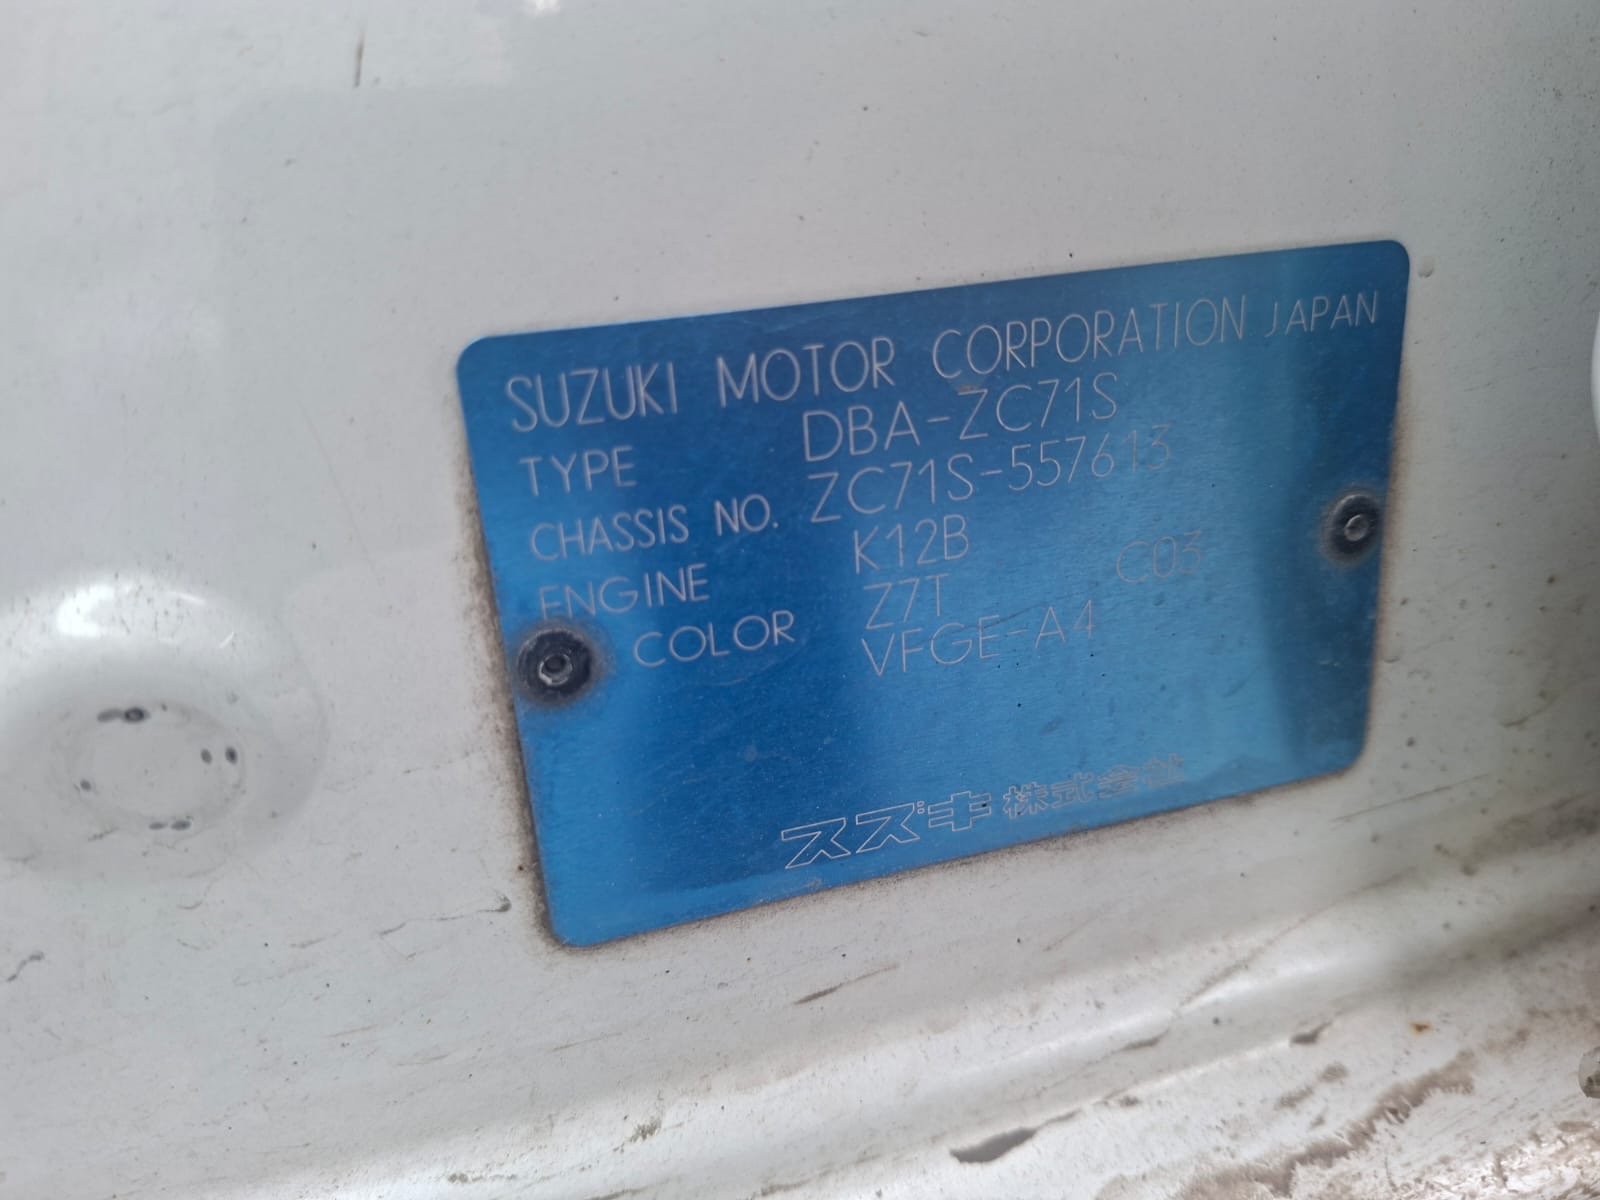 SUZUKI MOTOR CORPORATION JAPAN
TYPE DBA-ZC71S
CHASSIS NO. ZC71S-557613
ENGINE K12B
COLOR Z7T C03
VFGE-A4
スズキ株式会社